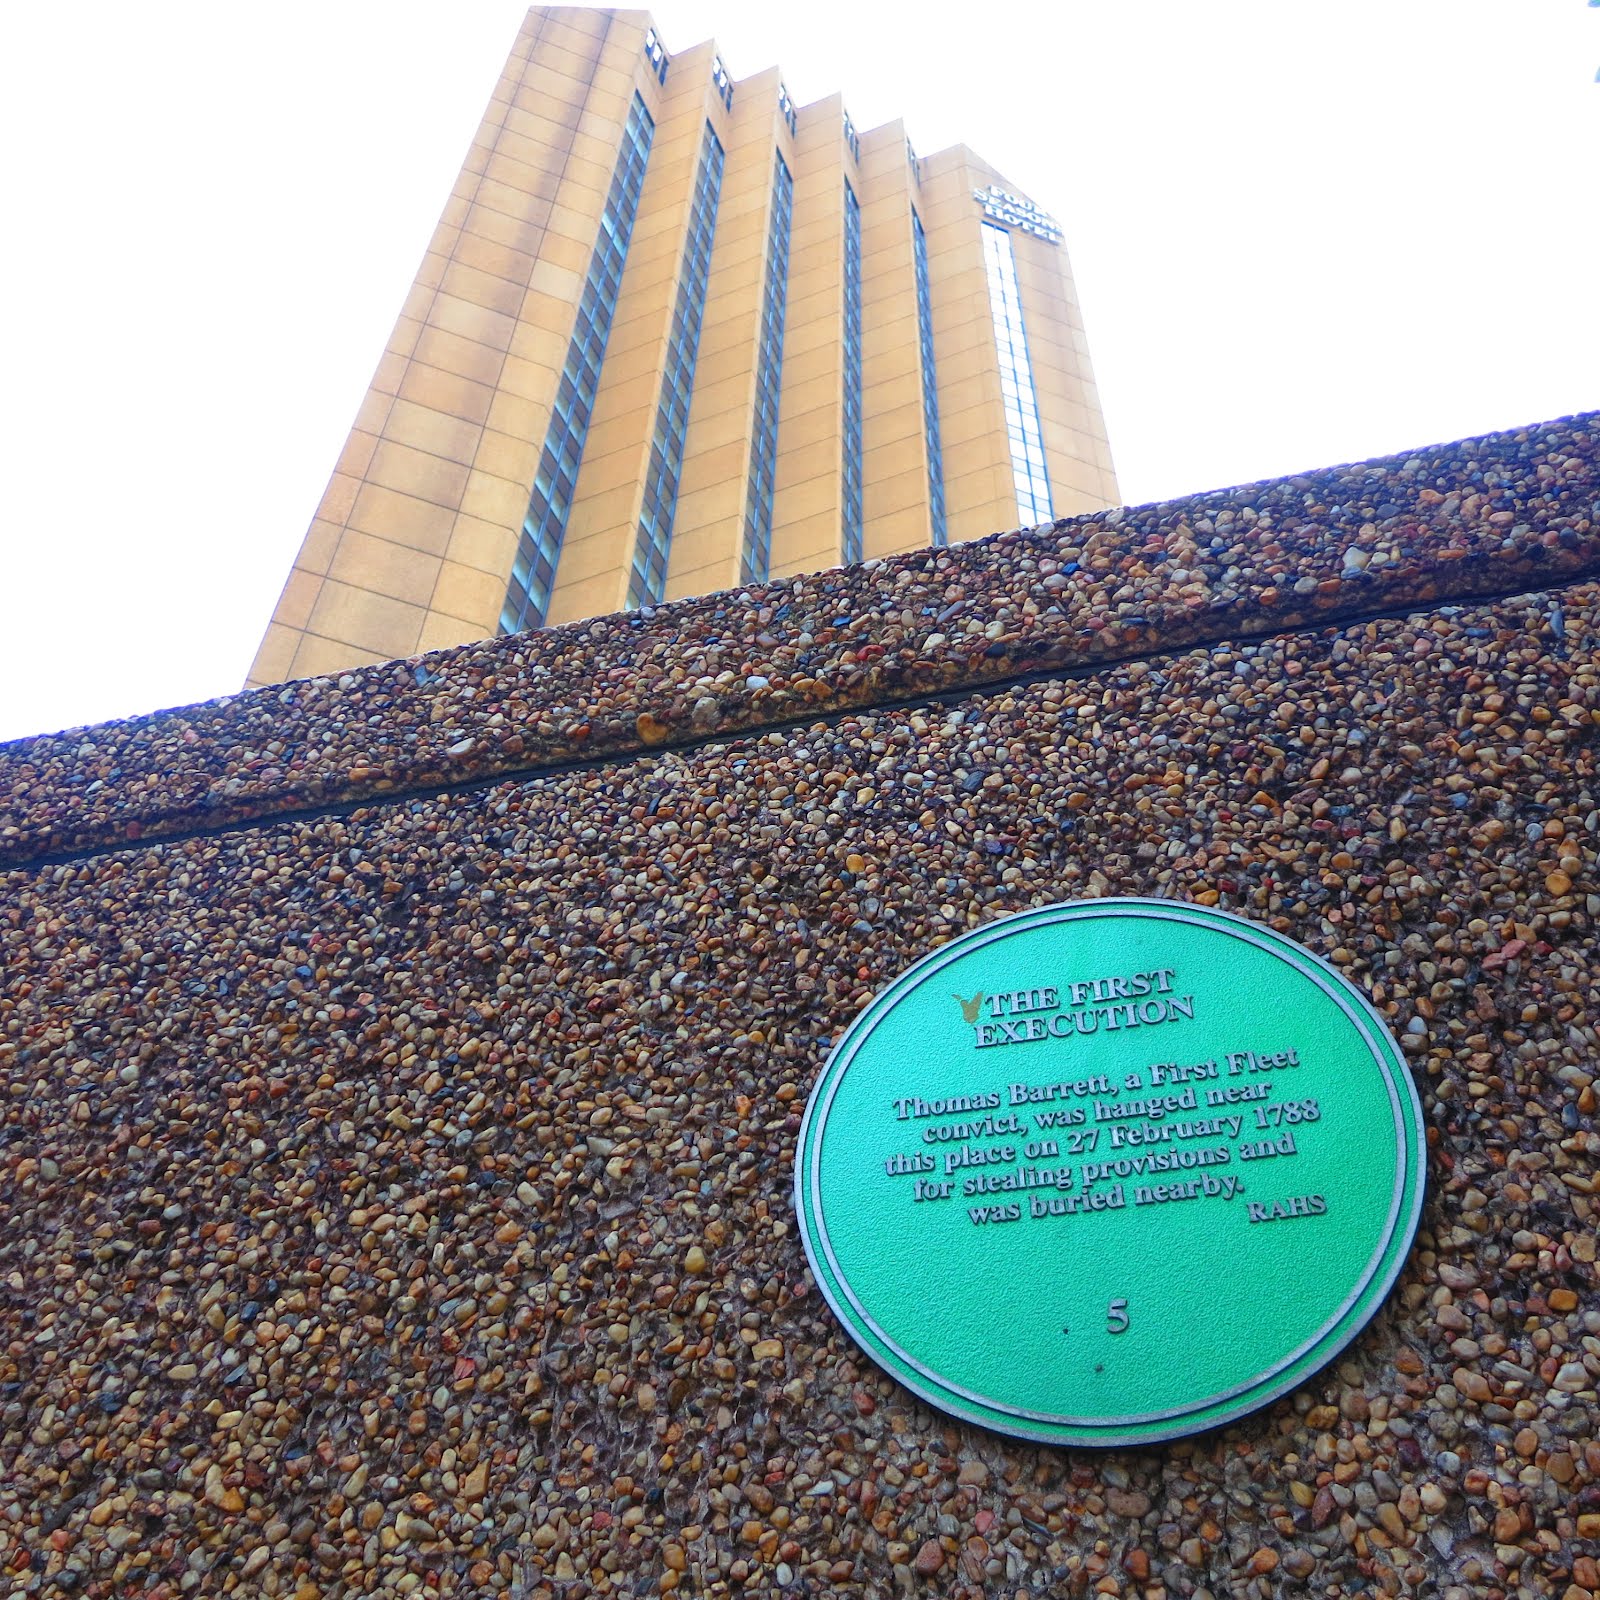 FOUR
SEASONS
HOTEL
THE FIRST
EXECUTION
Thomas Barrett, a First Fleet
convict, was hanged near
this place on 27 February 1788
for stealing provisions and
was buried nearby.
RAHS
5